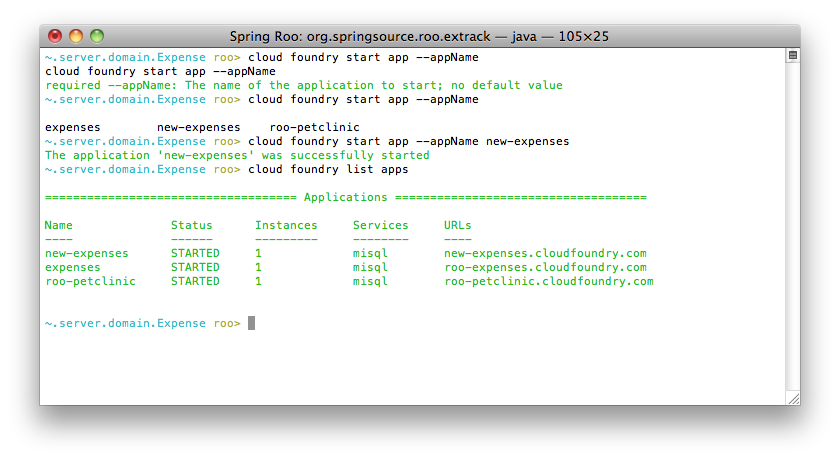 Spring Roo: org.springsource.roo.extrack — java — 105×25
~.server.domain.Expense roo> cloud foundry start app --appName
cloud foundry start app --appName
required --appName: The name of the application to start; no default value
~.server.domain.Expense roo> cloud foundry start app --appName
expenses new-expenses roo-petclinic
~.server.domain.Expense roo> cloud foundry start app --appName new-expenses
The application 'new-expenses' was successfully started
~.server.domain.Expense roo> cloud foundry list apps
==================================== Applications ====================================
Name Status Instances Services URLs
---- ------ --------- -------- ----
new-expenses STARTED 1 misql new-expenses.cloudfoundry.com
expenses STARTED 1 misql roo-expenses.cloudfoundry.com
roo-petclinic STARTED 1 misql roo-petclinic.cloudfoundry.com
~.server.domain.Expense roo>